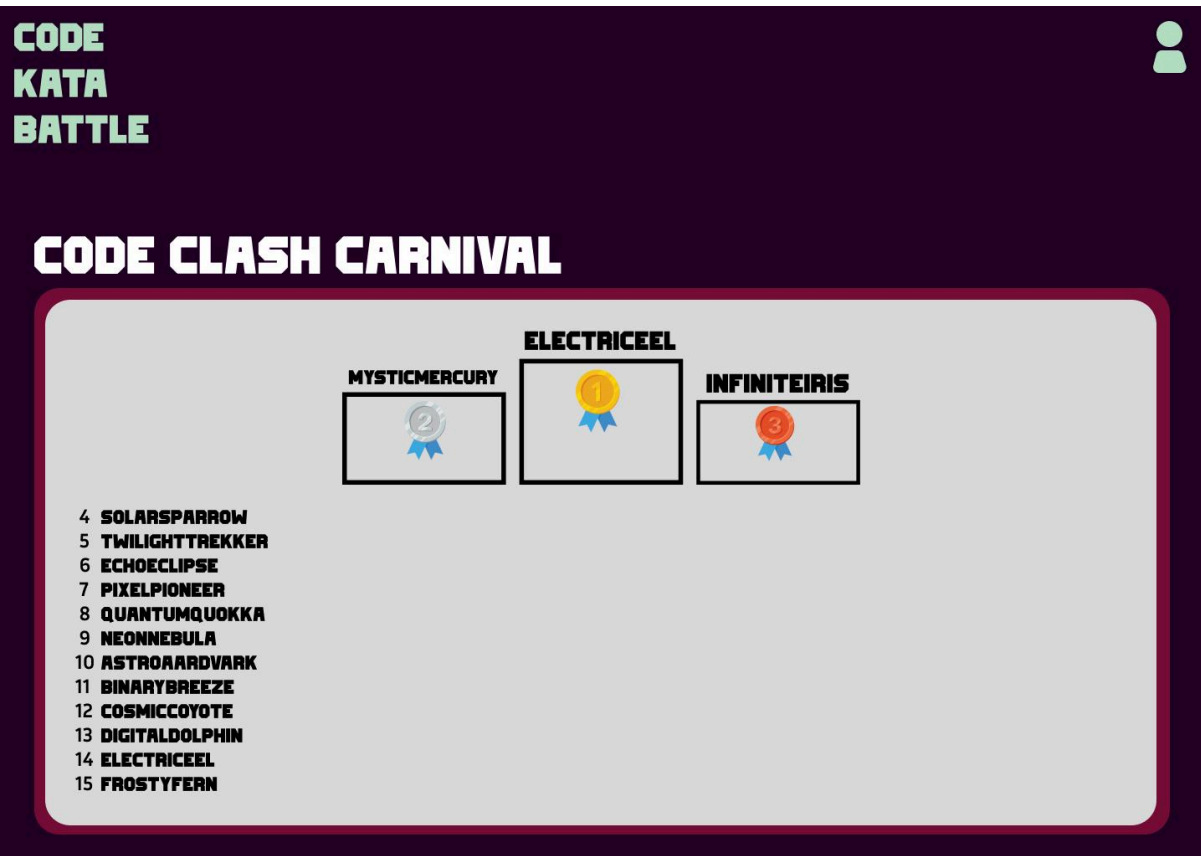 CODE
KATA
BATTLE
CODE CLASH CARNIVAL
ELECTRICEEL
MYSTICMERCURY
INFINITEIRIS
1
2
3
4 SOLARSPARROW
5 TWILIGHTTREKKER
6 ECHOECLIPSE
7 PIXELPIONEER
8 QUANTUMQUOKKA
9 NEONNEBULA
10 ASTROAARDVARK
11 BINARYBREEZE
12 COSMICCOYOTE
13 DIGITALDOLPHIN
14 ELECTRICEEL
15 FROSTYFERN